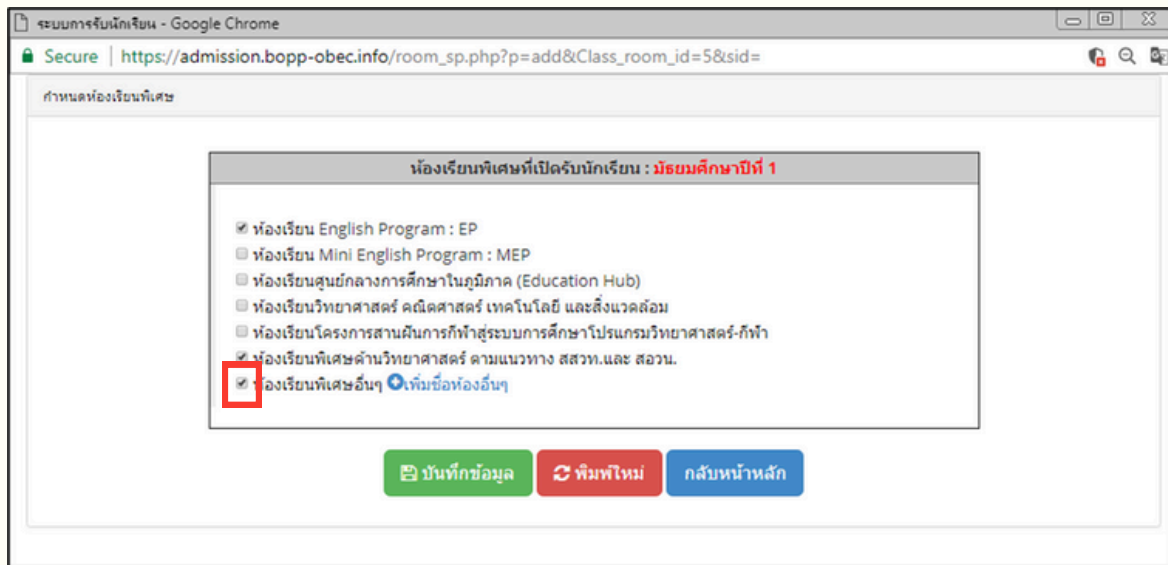 ระบบการรับนักเรียน - Google Chrome
Secure | https://admission.bopp-obec.info/room_sp.php?p=add&Class_room_id=5&sid=
กำหนดห้องเรียนพิเศษ
ห้องเรียนพิเศษที่เปิดรับนักเรียน : มัธยมศึกษาปีที่ 1
ห้องเรียน English Program : EP
ห้องเรียน Mini English Program : MEP
ห้องเรียนศูนย์กลางการศึกษาในภูมิภาค (Education Hub)
ห้องเรียนวิทยาศาสตร์ คณิตศาสตร์ เทคโนโลยี และสิ่งแวดล้อม
ห้องเรียนโครงการสานฝันการกีฬาสู่ระบบการศึกษาโปรแกรมวิทยาศาสตร์-กีฬา
ห้องเรียนพิเศษด้านวิทยาศาสตร์ ตามแนวทาง สสวท.และ สอวน.
ห้องเรียนพิเศษอื่นๆ เพิ่มชื่อห้องอื่นๆ
บันทึกข้อมูล พิมพ์ใหม่ กลับหน้าหลัก